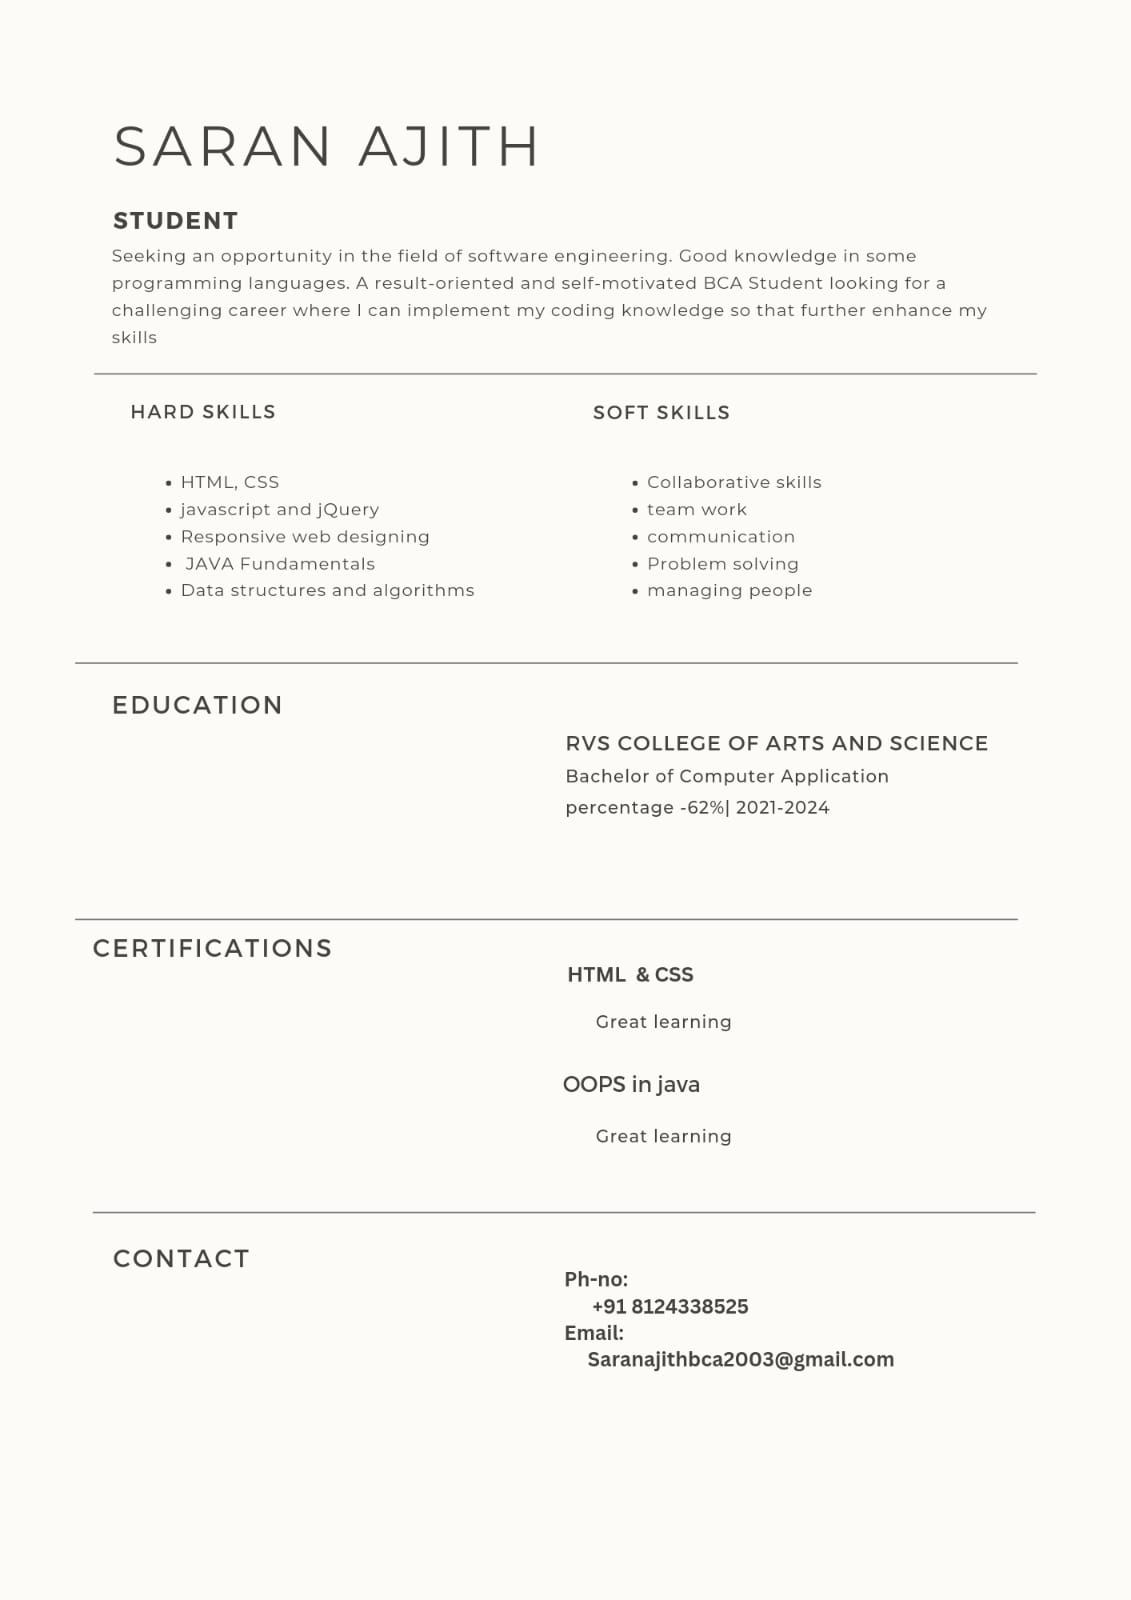 SARAN AJITH
STUDENT
Seeking an opportunity in the field of software engineering. Good knowledge in some
programming languages. A result-oriented and self-motivated BCA Student looking for a
challenging career where I can implement my coding knowledge so that further enhance my
skills
HARD SKILLS
• HTML, CSS
• javascript and jQuery
• Responsive web designing
• JAVA Fundamentals
• Data structures and algorithms
SOFT SKILLS
• Collaborative skills
• team work
• communication
• Problem solving
• managing people
EDUCATION
RVS COLLEGE OF ARTS AND SCIENCE
Bachelor of Computer Application
percentage -62%| 2021-2024
CERTIFICATIONS
HTML & CSS
Great learning
OOPS in java
Great learning
CONTACT
Ph-no:
+91 8124338525
Email:
Saranajithbca2003@gmail.com